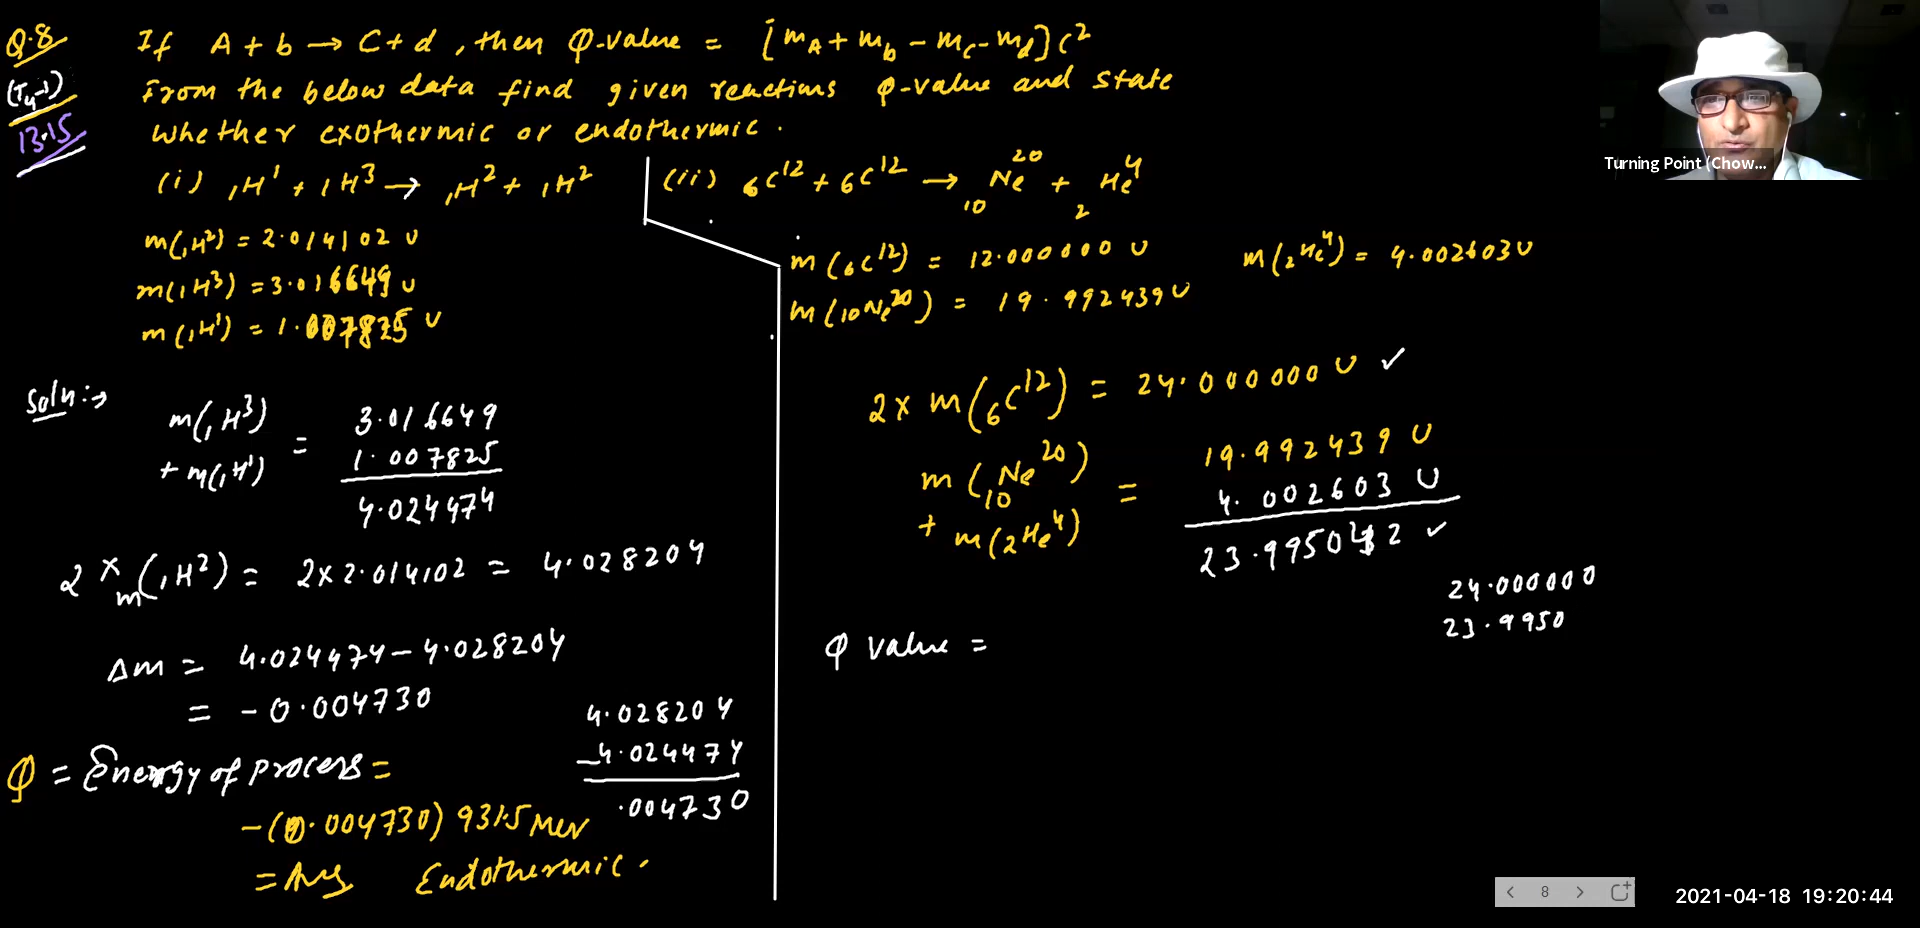 Q.8
(T4-1)
13.15
If A + b → C + d, then Q-value = [mA + mb - mc - md] c²
From the below data find given reactions Q-value and state
whether exothermic or endothermic.
(i) ₁H¹ + ₁H³ → ₁H² + ₁H²
m(₁H²) = 2.014102 U
m(₁H³) = 3.016649 U
m(₁H¹) = 1.007825 U
Soln:→
m(₁H³) + m(₁H¹) =
3.016649
1.007825
4.024474
2 × m(₁H²) = 2×2.014102 = 4.028204
Δm = 4.024474 - 4.028204
= - 0.004730
4.028204
-4.024474
.004730
Q = Energy of process =
-(0.004730) 931.5 MeV
= Ans Endothermic.
(ii) ₆C¹² + ₆C¹² → ₁₀Ne²⁰ + ₂He⁴
m(₆C¹²) = 12.000000 U
m(₂He⁴) = 4.002603 U
m(₁₀Ne²⁰) = 19.992439 U
2 × m(₆C¹²) = 24.000000 U ✓
m(₁₀Ne²⁰) + m(₂He⁴) =
19.992439 U
4.002603 U
23.995042 ✓
24.000000
23.9950
Q value =
Turning Point (Chow...
< 8 >
2021-04-18 19:20:44